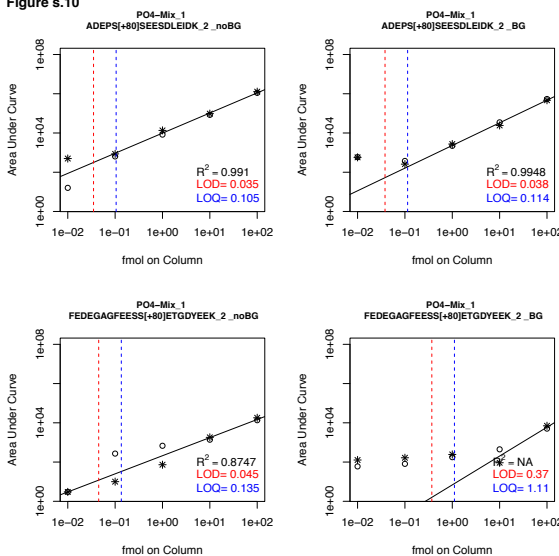 Figure s.10
PO4−Mix_1
ADEPS[+80]SEESDLEIDK_2 _noBG
Area Under Curve
1e+00 1e+04 1e+08
R² = 0.991
LOD= 0.035
LOQ= 0.105
1e−02 1e−01 1e+00 1e+01 1e+02
fmol on Column
PO4−Mix_1
ADEPS[+80]SEESDLEIDK_2 _BG
Area Under Curve
1e+00 1e+04 1e+08
R² = 0.9948
LOD= 0.038
LOQ= 0.114
1e−02 1e−01 1e+00 1e+01 1e+02
fmol on Column
PO4−Mix_1
FEDEGAGFEESS[+80]ETGDYEEK_2 _noBG
Area Under Curve
1e+00 1e+04 1e+08
R² = 0.8747
LOD= 0.045
LOQ= 0.135
1e−02 1e−01 1e+00 1e+01 1e+02
fmol on Column
PO4−Mix_1
FEDEGAGFEESS[+80]ETGDYEEK_2 _BG
Area Under Curve
1e+00 1e+04 1e+08
R² = NA
LOD= 0.37
LOQ= 1.11
1e−02 1e−01 1e+00 1e+01 1e+02
fmol on Column